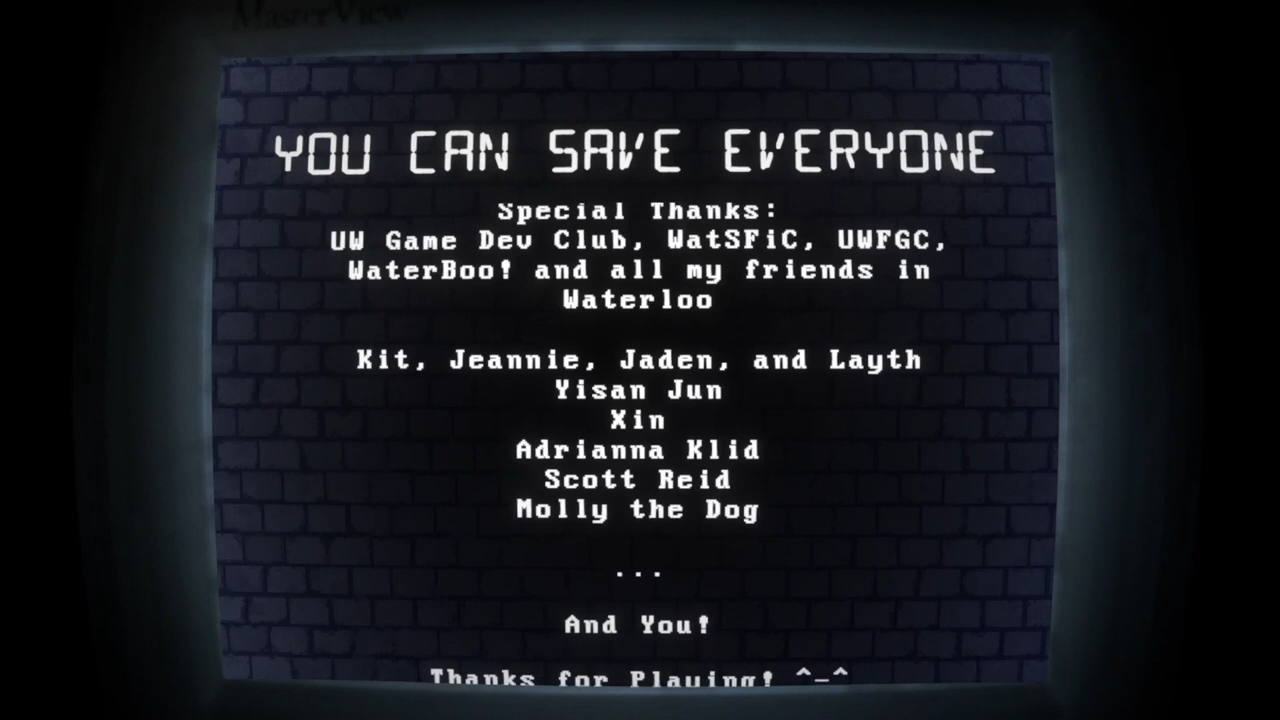 MasterView
YOU CAN SAVE EVERYONE
Special Thanks:
UW Game Dev Club, WatSFiC, UWFGC,
WaterBoo! and all my friends in
Waterloo
Kit, Jeannie, Jaden, and Layth
Yisan Jun
Xin
Adrianna Klid
Scott Reid
Molly the Dog
...
And You!
Thanks for Playing! ^-^